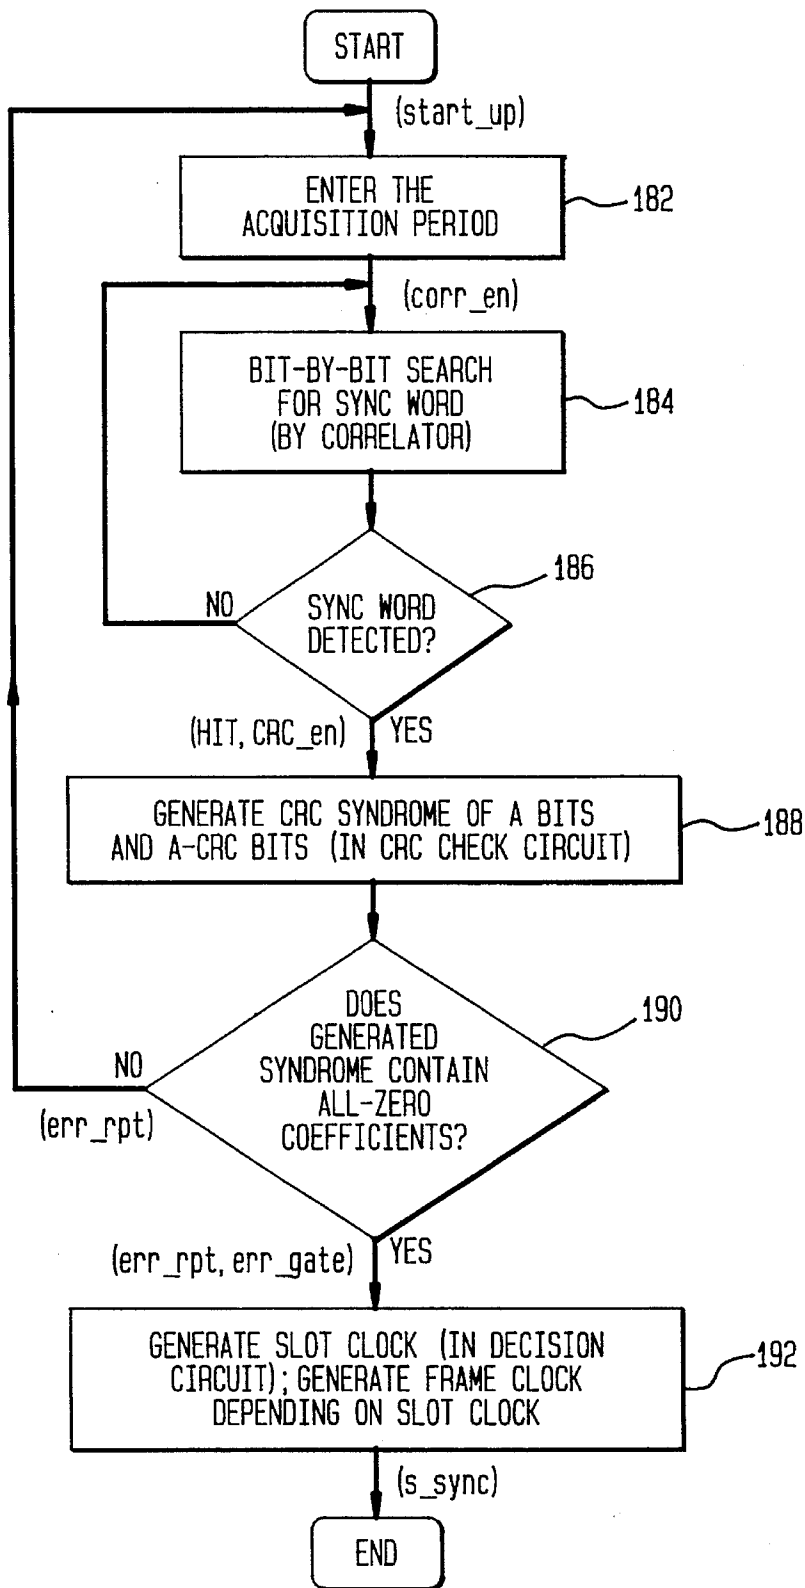 START
(start_up)
ENTER THE
ACQUISITION PERIOD
182
(corr_en)
BIT-BY-BIT SEARCH
FOR SYNC WORD
(BY CORRELATOR)
184
186
NO
SYNC WORD
DETECTED?
(HIT, CRC_en)
YES
GENERATE CRC SYNDROME OF A BITS
AND A-CRC BITS (IN CRC CHECK CIRCUIT)
188
190
DOES
GENERATED
SYNDROME CONTAIN
ALL-ZERO
COEFFICIENTS?
NO
(err_rpt)
(err_rpt, err_gate)
YES
GENERATE SLOT CLOCK (IN DECISION
CIRCUIT); GENERATE FRAME CLOCK
DEPENDING ON SLOT CLOCK
192
(s_sync)
END